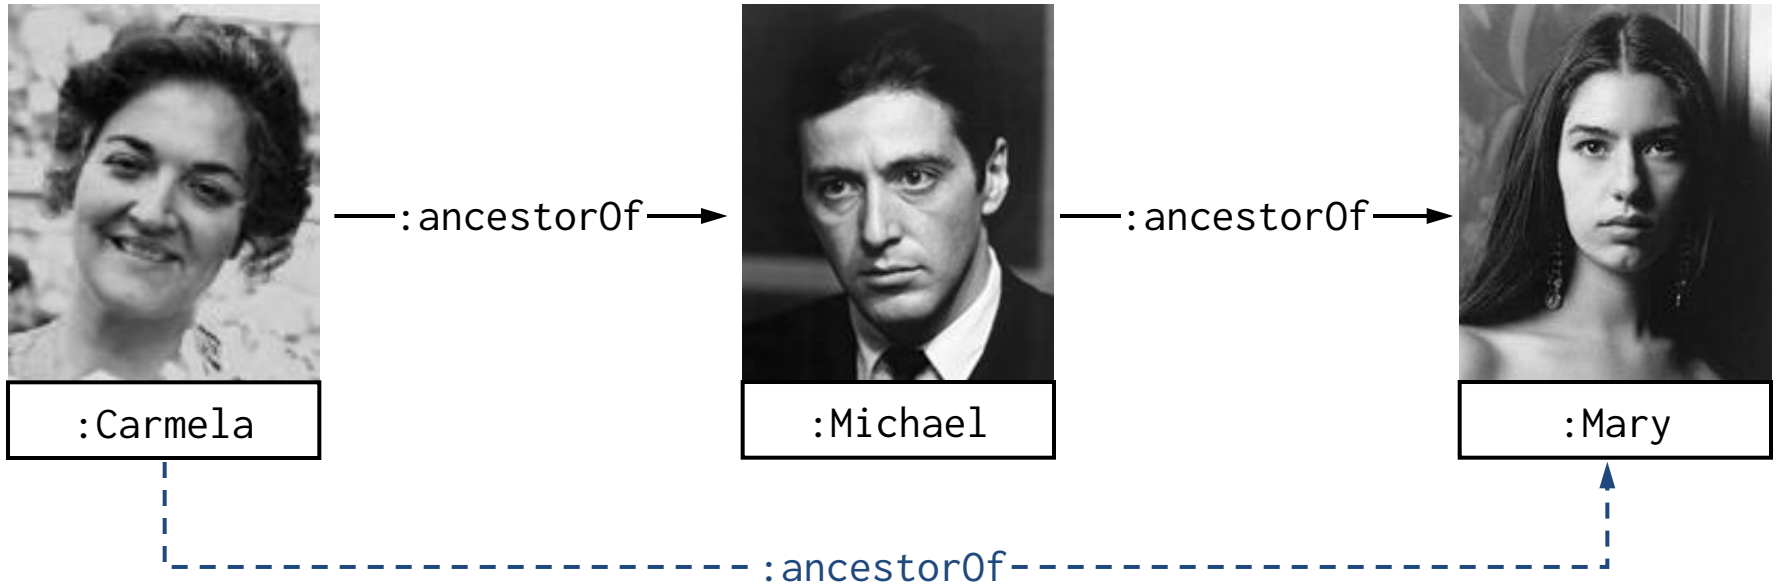 :ancestorOf
:ancestorOf
:Carmela
:Michael
:Mary
:ancestorOf